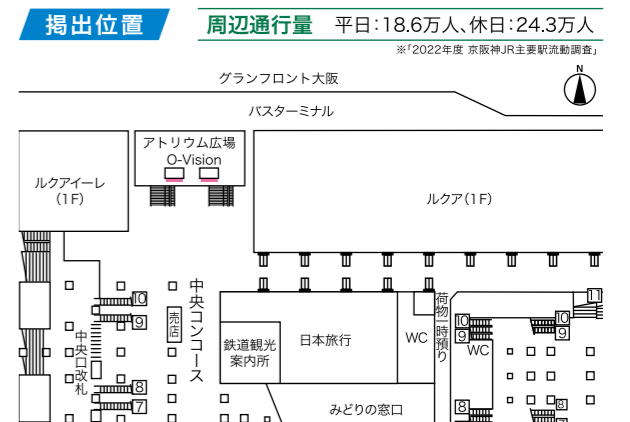 掲出位置
周辺通行量 平日:18.6万人、休日:24.3万人
※「2022年度 京阪神JR主要駅流動調査」
N
グランフロント大阪
バスターミナル
アトリウム広場
O-Vision
ルクアイーレ
(1F)
ルクア(1F)
中央コンコース
売店
中央口改札
10
9
8
7
鉄道観光
案内所
日本旅行
WC
荷物一時預り
みどりの窓口
10
9
WC
8
11
10
9
8